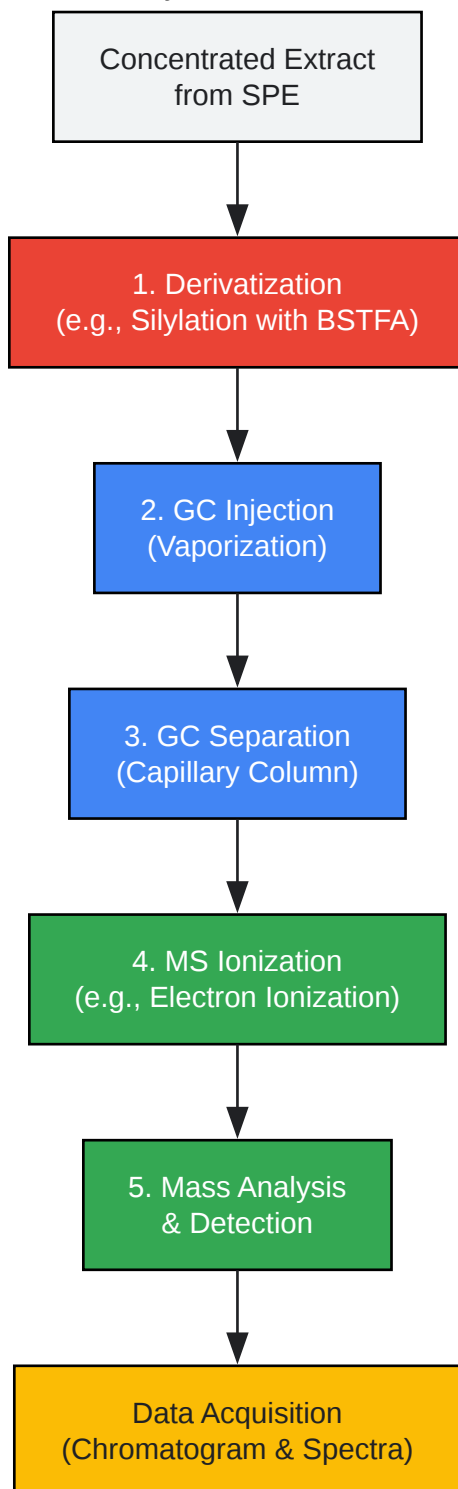 Concentrated Extract
from SPE
1. Derivatization
(e.g., Silylation with BSTFA)
2. GC Injection
(Vaporization)
3. GC Separation
(Capillary Column)
4. MS Ionization
(e.g., Electron Ionization)
5. Mass Analysis
& Detection
Data Acquisition
(Chromatogram & Spectra)